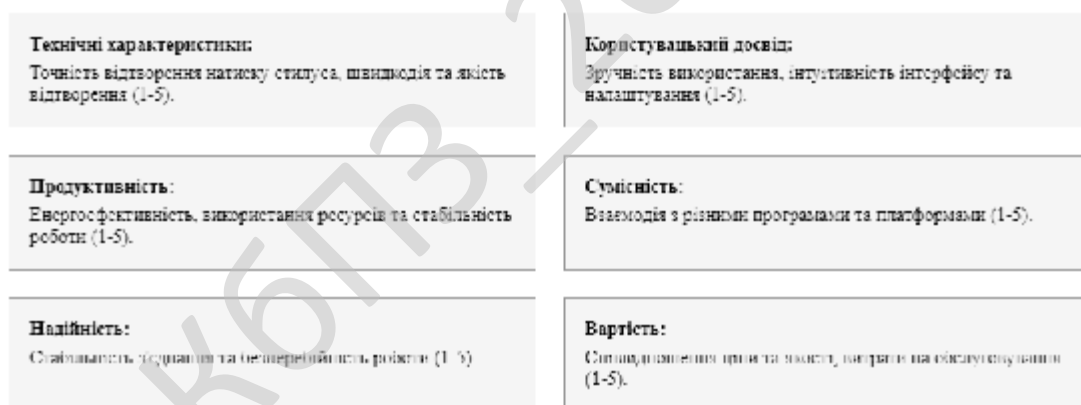 Технічні характеристики:
Точність відтворення натиску стилуса, швидкодія та якість
відтворення (1-5).
Користувацький досвід:
Зручність використання, інтуїтивність інтерфейсу та
налаштування (1-5).
Продуктивність:
Енергоефективність, використання ресурсів та стабільність
роботи (1-5).
Сумісність:
Взаємодія з різними програмами та платформами (1-5).
Надійність:
Стабільність з'єднання та безперебійність роботи (1-5)
Вартість:
Співвідношення ціни та якості, витрати на обслуговування
(1-5).
КбПЗ_2